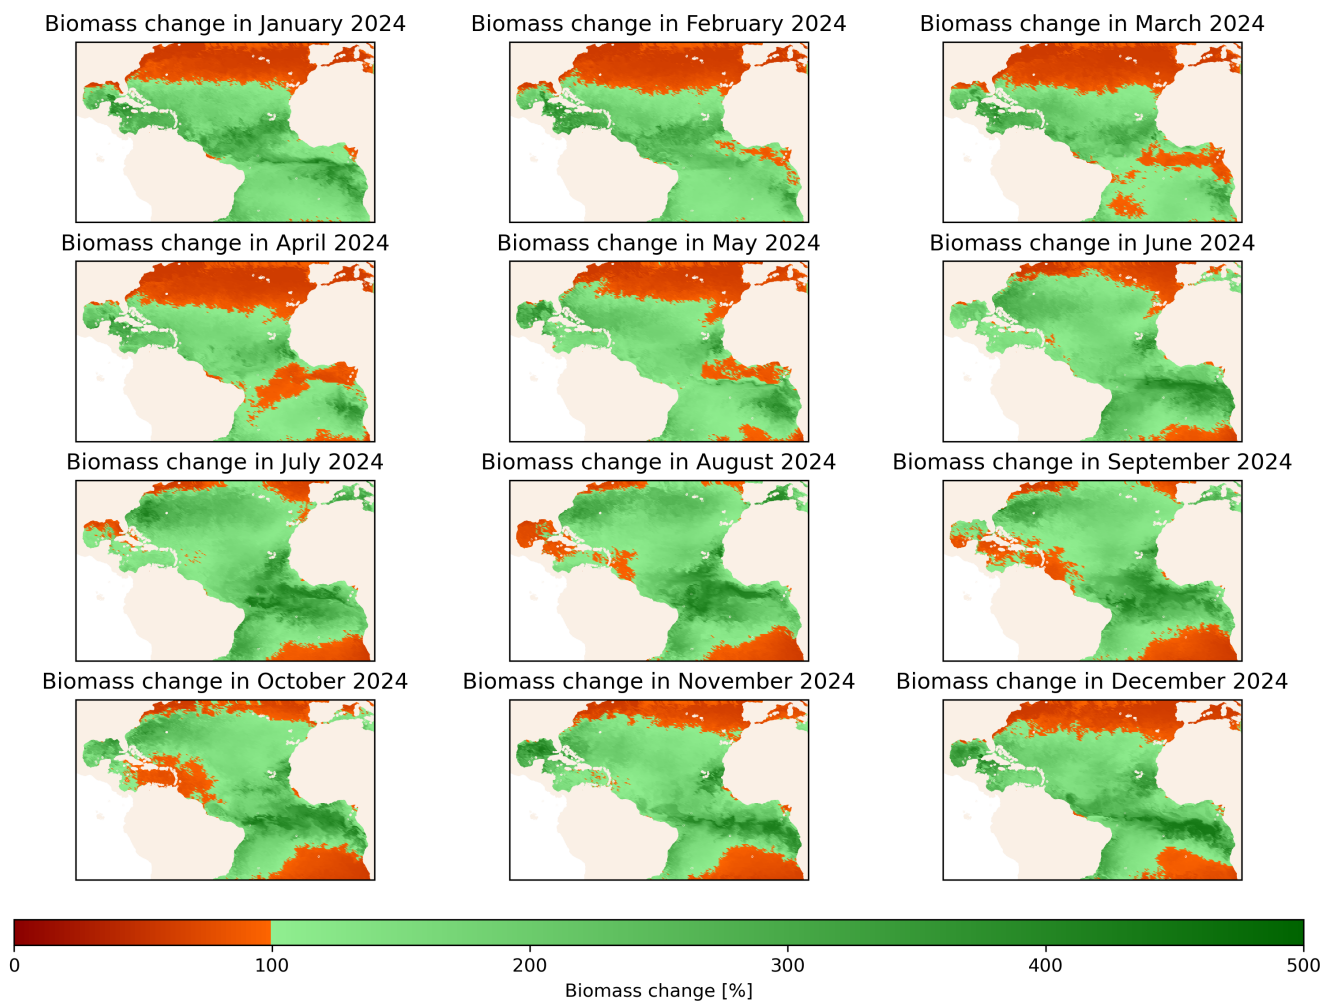 Biomass change in January 2024
Biomass change in February 2024
Biomass change in March 2024
Biomass change in April 2024
Biomass change in May 2024
Biomass change in June 2024
Biomass change in July 2024
Biomass change in August 2024
Biomass change in September 2024
Biomass change in October 2024
Biomass change in November 2024
Biomass change in December 2024
0 100 200 300 400 500
Biomass change [%]